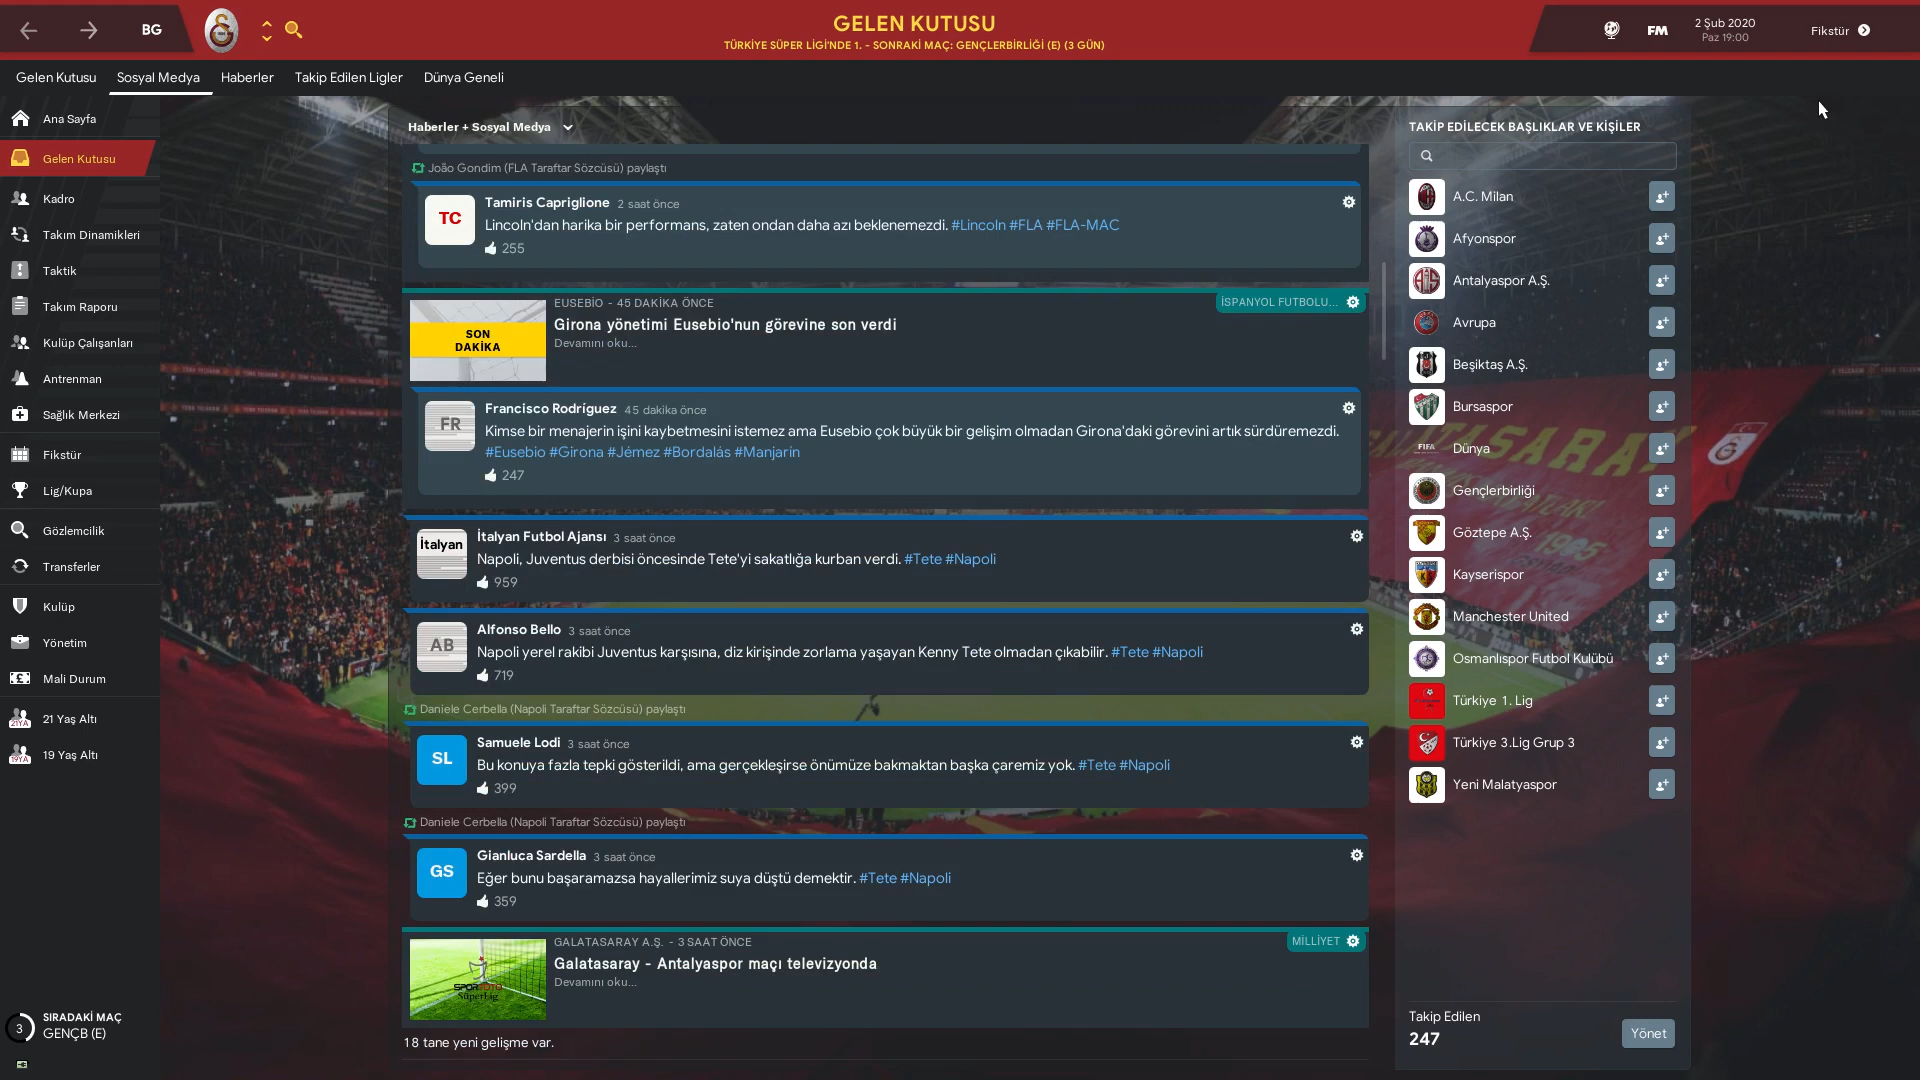 BG
GELEN KUTUSU
TÜRKİYE SÜPER LİGİ'NDE 1. - SONRAKİ MAÇ: GENÇLERBİRLİĞİ (E) (3 GÜN)
FM
2 Şub 2020
Paz 19:00
Fikstür
Gelen Kutusu
Sosyal Medya
Haberler
Takip Edilen Ligler
Dünya Geneli
Ana Sayfa
Gelen Kutusu
Kadro
Takım Dinamikleri
Taktik
Takım Raporu
Kulüp Çalışanları
Antrenman
Sağlık Merkezi
Fikstür
Lig/Kupa
Gözlemcilik
Transferler
Kulüp
Yönetim
Mali Durum
21YA
21 Yaş Altı
19YA
19 Yaş Altı
3
SIRADAKİ MAÇ
GENÇB (E)
Haberler + Sosyal Medya
João Gondim (FLA Taraftar Sözcüsü) paylaştı
TC
Tamiris Capriglione 2 saat önce
Lincoln'dan harika bir performans, zaten ondan daha azı beklenemezdi. #Lincoln #FLA #FLA-MAC
255
SON
DAKİKA
EUSEBİO - 45 DAKİKA ÖNCE
İSPANYOL FUTBOLU...
Girona yönetimi Eusebio'nun görevine son verdi
Devamını oku...
FR
Francisco Rodríguez 45 dakika önce
Kimse bir menajerin işini kaybetmesini istemez ama Eusebio çok büyük bir gelişim olmadan Girona'daki görevini artık sürdüremezdi.
#Eusebio #Girona #Jémez #Bordalás #Manjarin
247
İtalyan
İtalyan Futbol Ajansı 3 saat önce
Napoli, Juventus derbisi öncesinde Tete'yi sakatlığa kurban verdi. #Tete #Napoli
959
AB
Alfonso Bello 3 saat önce
Napoli yerel rakibi Juventus karşısına, diz kirişinde zorlama yaşayan Kenny Tete olmadan çıkabilir. #Tete #Napoli
719
Daniele Cerbella (Napoli Taraftar Sözcüsü) paylaştı
SL
Samuele Lodi 3 saat önce
Bu konuya fazla tepki gösterildi, ama gerçekleşirse önümüze bakmaktan başka çaremiz yok. #Tete #Napoli
399
Daniele Cerbella (Napoli Taraftar Sözcüsü) paylaştı
GS
Gianluca Sardella 3 saat önce
Eğer bunu başaramazsa hayallerimiz suya düştü demektir. #Tete #Napoli
359
SPOR TOTO
SüperLig
GALATASARAY A.Ş. - 3 SAAT ÖNCE
MİLLİYET
Galatasaray - Antalyaspor maçı televizyonda
Devamını oku...
18 tane yeni gelişme var.
TAKİP EDİLECEK BAŞLIKLAR VE KİŞİLER
A.C. Milan
Afyonspor
Antalyaspor A.Ş.
Avrupa
Beşiktaş A.Ş.
Bursaspor
FIFA
Dünya
Gençlerbirliği
Göztepe A.Ş.
Kayserispor
Manchester United
Osmanlıspor Futbol Kulübü
Türkiye 1. Lig
Türkiye 3.Lig Grup 3
Yeni Malatyaspor
Takip Edilen
247
Yönet